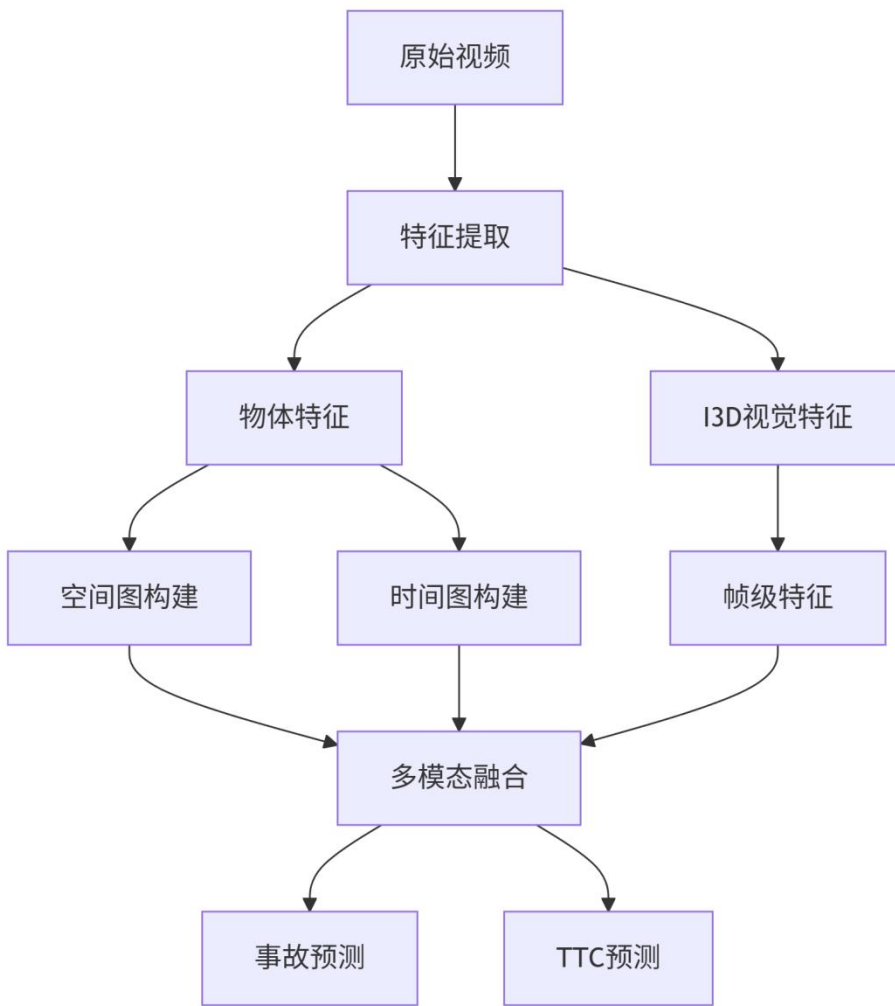 原始视频
特征提取
物体特征
I3D视觉特征
空间图构建
时间图构建
帧级特征
多模态融合
事故预测
TTC预测